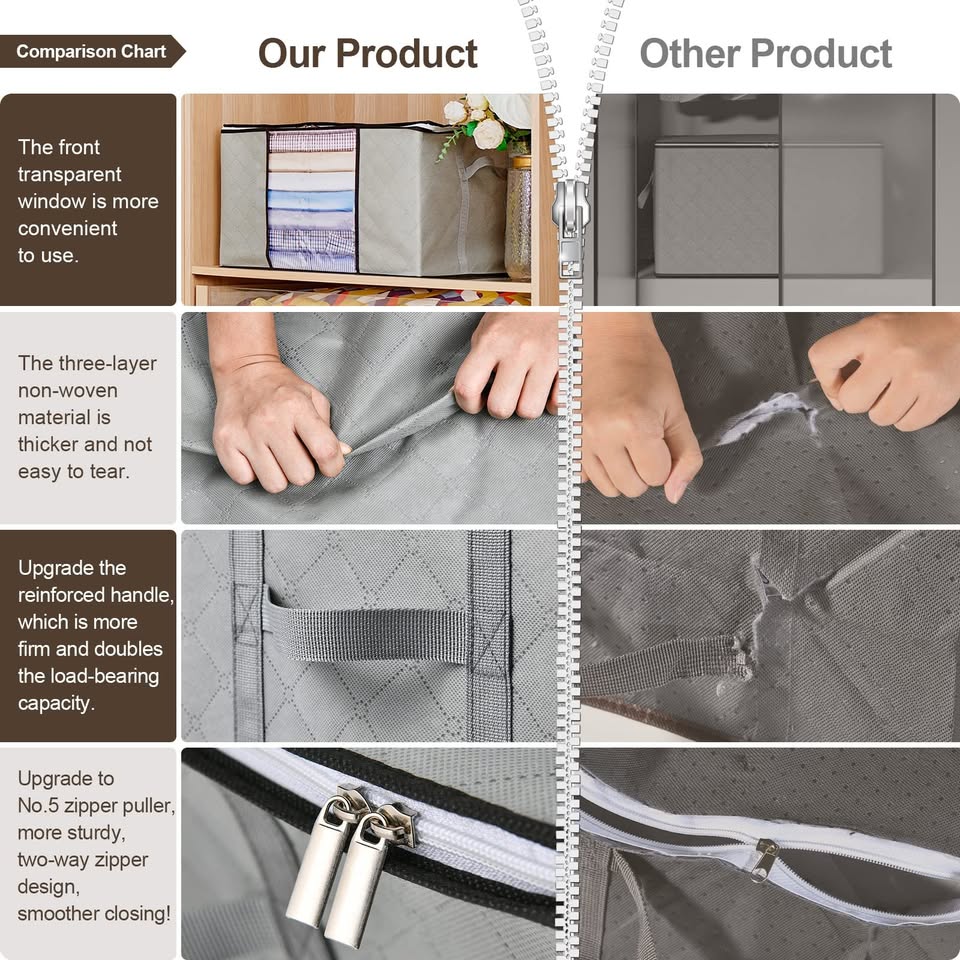 Comparison Chart
Our Product
Other Product
The front
transparent
window is more
convenient
to use.
The three-layer
non-woven
material is
thicker and not
easy to tear.
Upgrade the
reinforced handle,
which is more
firm and doubles
the load-bearing
capacity.
Upgrade to
No.5 zipper puller,
more sturdy,
two-way zipper
design,
smoother closing!